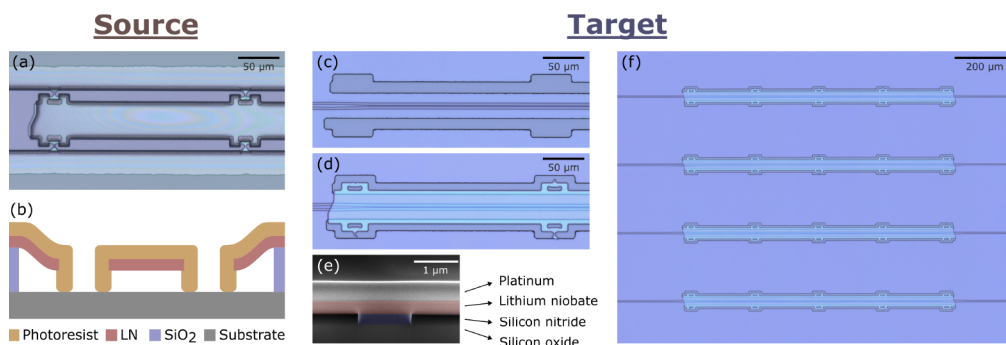 Source
Target
(a)
50 μm
(b)
Photoresist
LN
SiO2
Substrate
(c)
50 μm
(d)
50 μm
(e)
1 μm
Platinum
Lithium niobate
Silicon nitride
Silicon oxide
(f)
200 μm